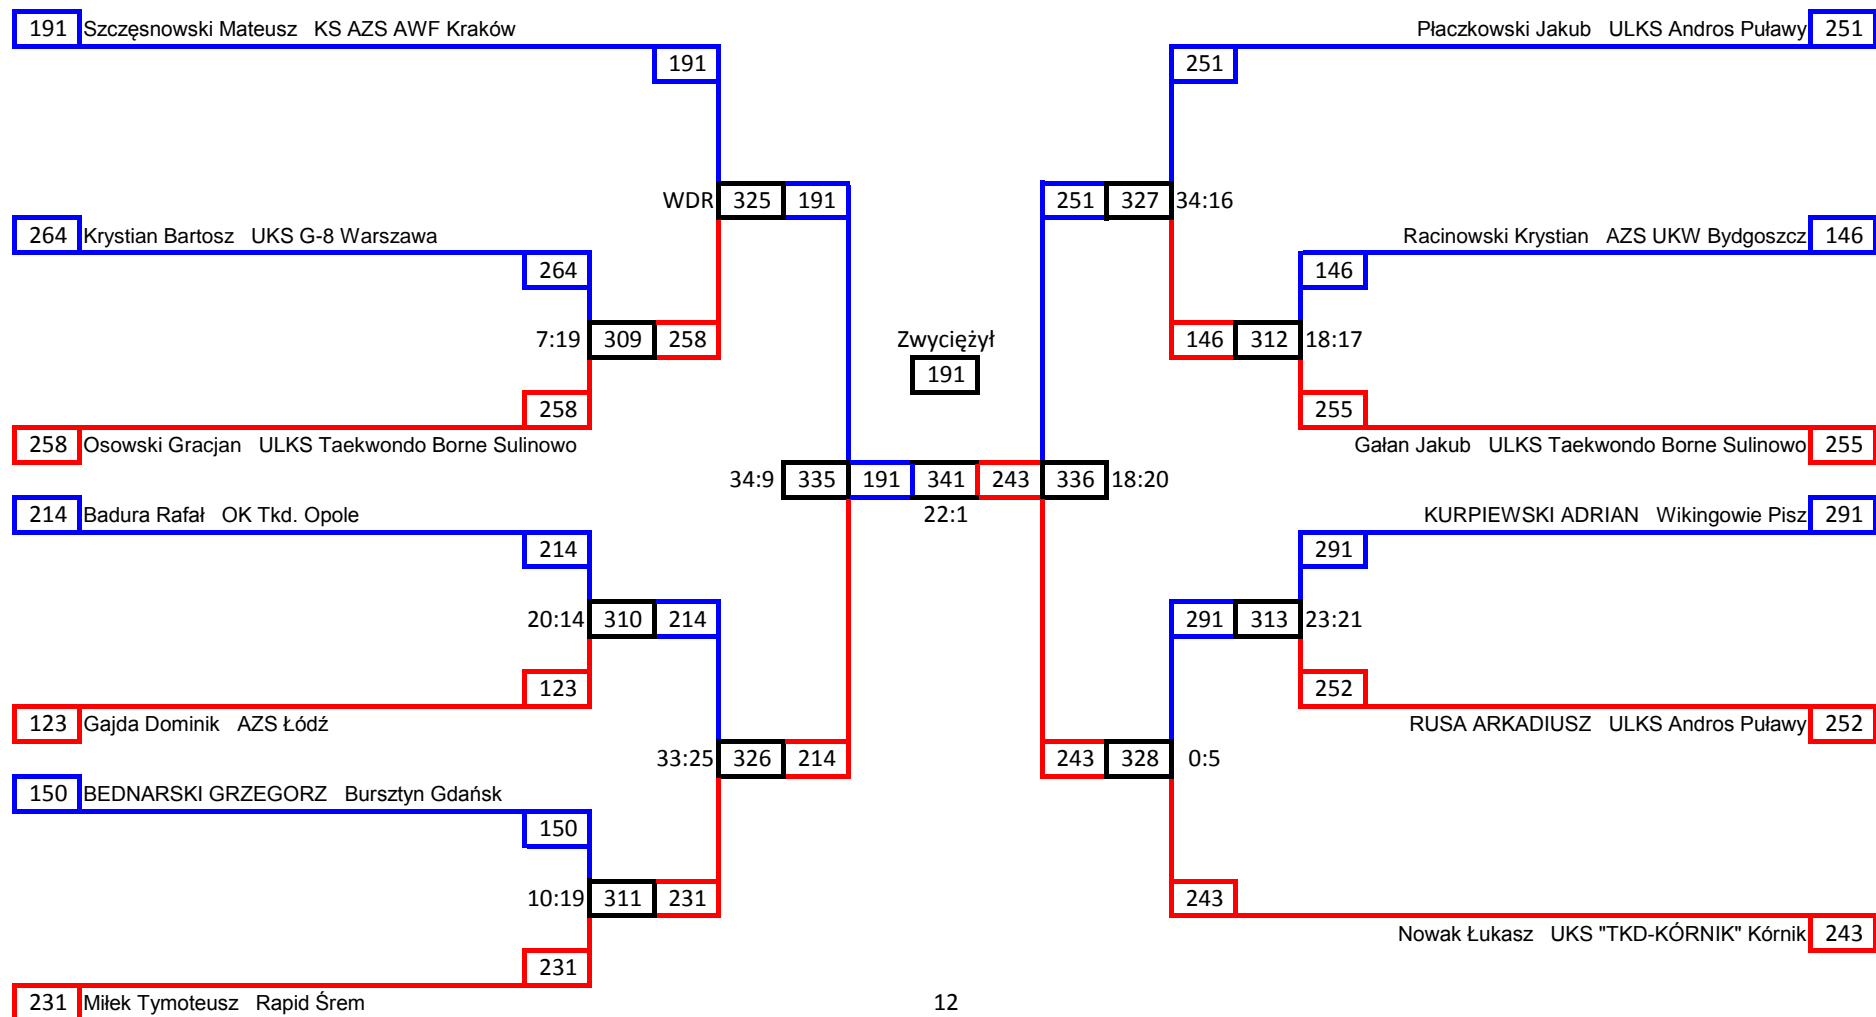 191 Szczęsnowski Mateusz KS AZS AWF Kraków
Płaczkowski Jakub ULKS Andros Puławy 251
191
251
WDR 325 191
251 327 34:16
264 Krystian Bartosz UKS G-8 Warszawa
Racinowski Krystian AZS UKW Bydgoszcz 146
264
146
7:19 309 258
Zwyciężył
146 312 18:17
191
258
255
258 Osowski Gracjan ULKS Taekwondo Borne Sulinowo
Gałan Jakub ULKS Taekwondo Borne Sulinowo 255
34:9 335 191 341 243 336 18:20
22:1
214 Badura Rafał OK Tkd. Opole
KURPIEWSKI ADRIAN Wikingowie Pisz 291
214
291
20:14 310 214
291 313 23:21
123
252
123 Gajda Dominik AZS Łódź
RUSA ARKADIUSZ ULKS Andros Puławy 252
33:25 326 214
243 328 0:5
150 BEDNARSKI GRZEGORZ Bursztyn Gdańsk
150
10:19 311 231
243
Nowak Łukasz UKS "TKD-KÓRNIK" Kórnik 243
231
231 Miłek Tymoteusz Rapid Śrem
12